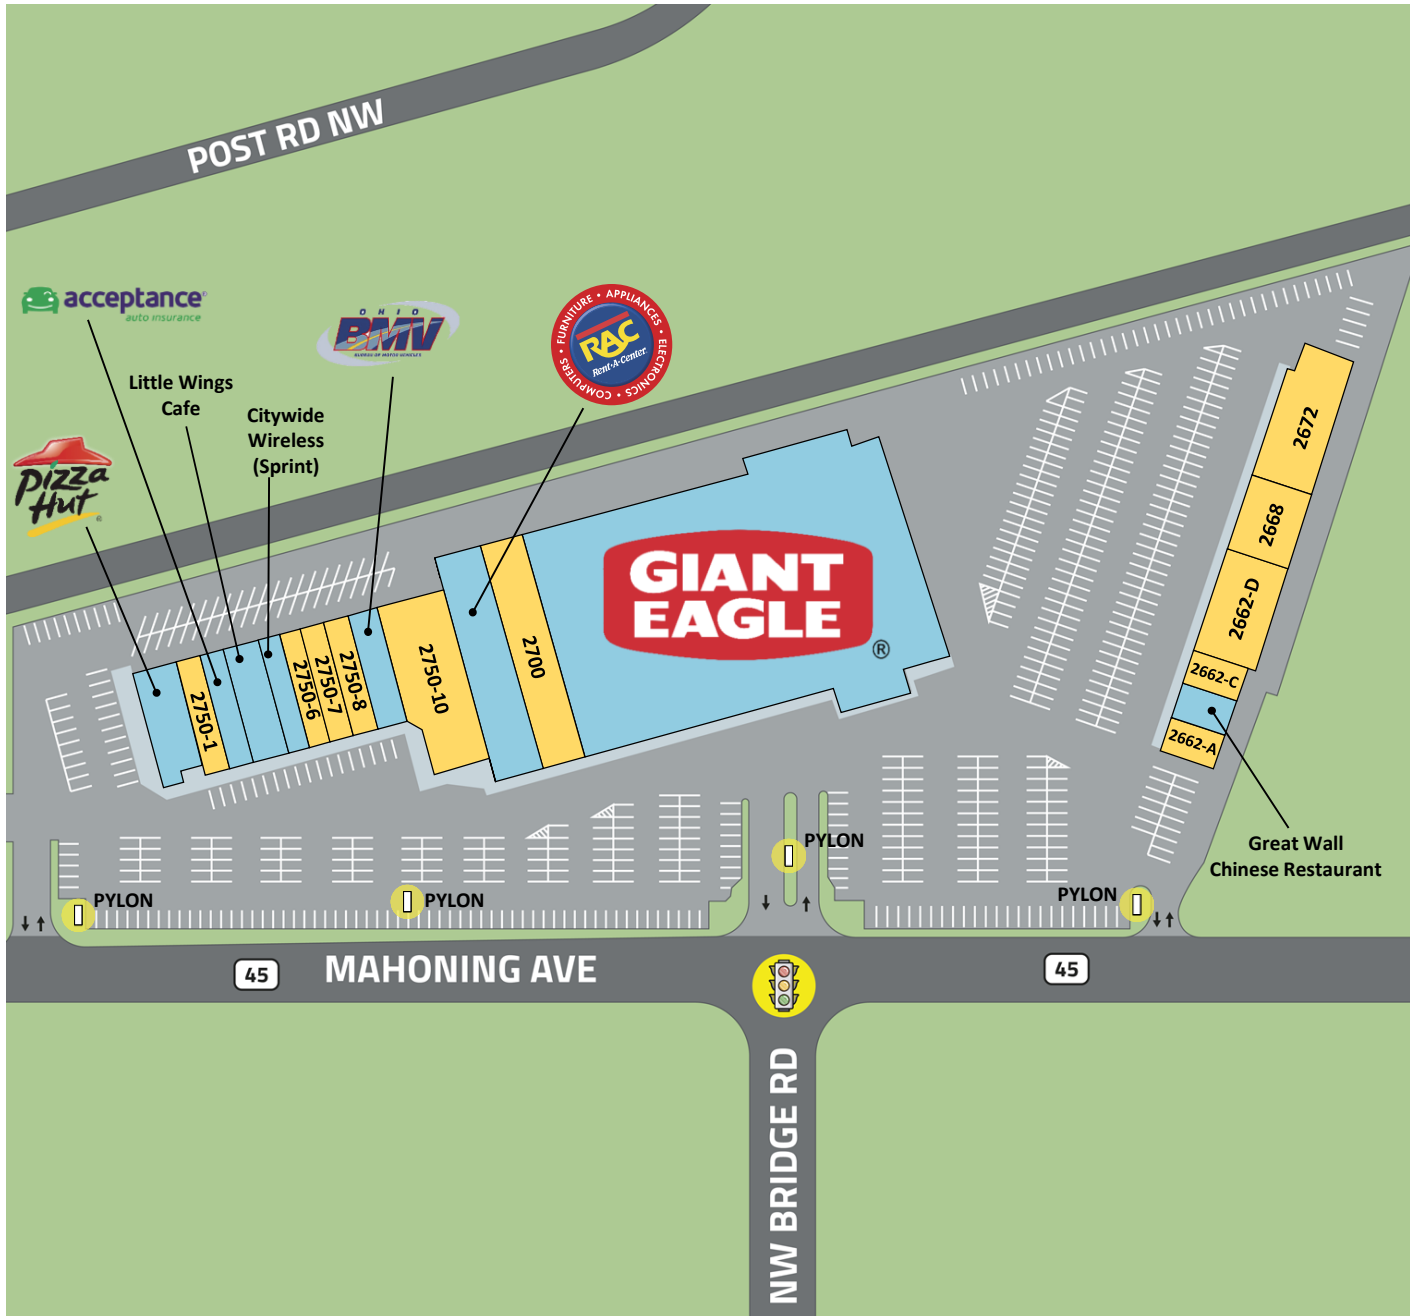 POST RD NW
acceptance
auto insurance
OHIO
BMV
BUREAU OF MOTOR VEHICLES
FURNITURE • APPLIANCES • ELECTRONICS • COMPUTERS •
RAC
Rent-A-Center
Little Wings
Cafe
Citywide
Wireless
(Sprint)
Pizza
Hut
®
GIANT
EAGLE
®
2750-1
2750-6
2750-7
2750-8
2750-10
2700
2672
2668
2662-D
2662-C
2662-A
Great Wall
Chinese Restaurant
PYLON
PYLON
PYLON
PYLON
45
MAHONING AVE
45
NW BRIDGE RD